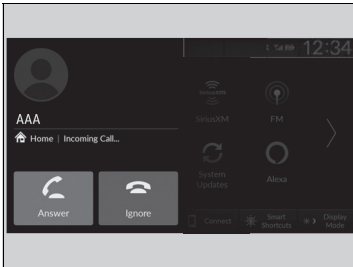 12:34
AAA
Home | Incoming Call...
Answer
Ignore
SiriusXM
FM
System
Updates
Alexa
Connect
Smart
Shortcuts
Display
Mode